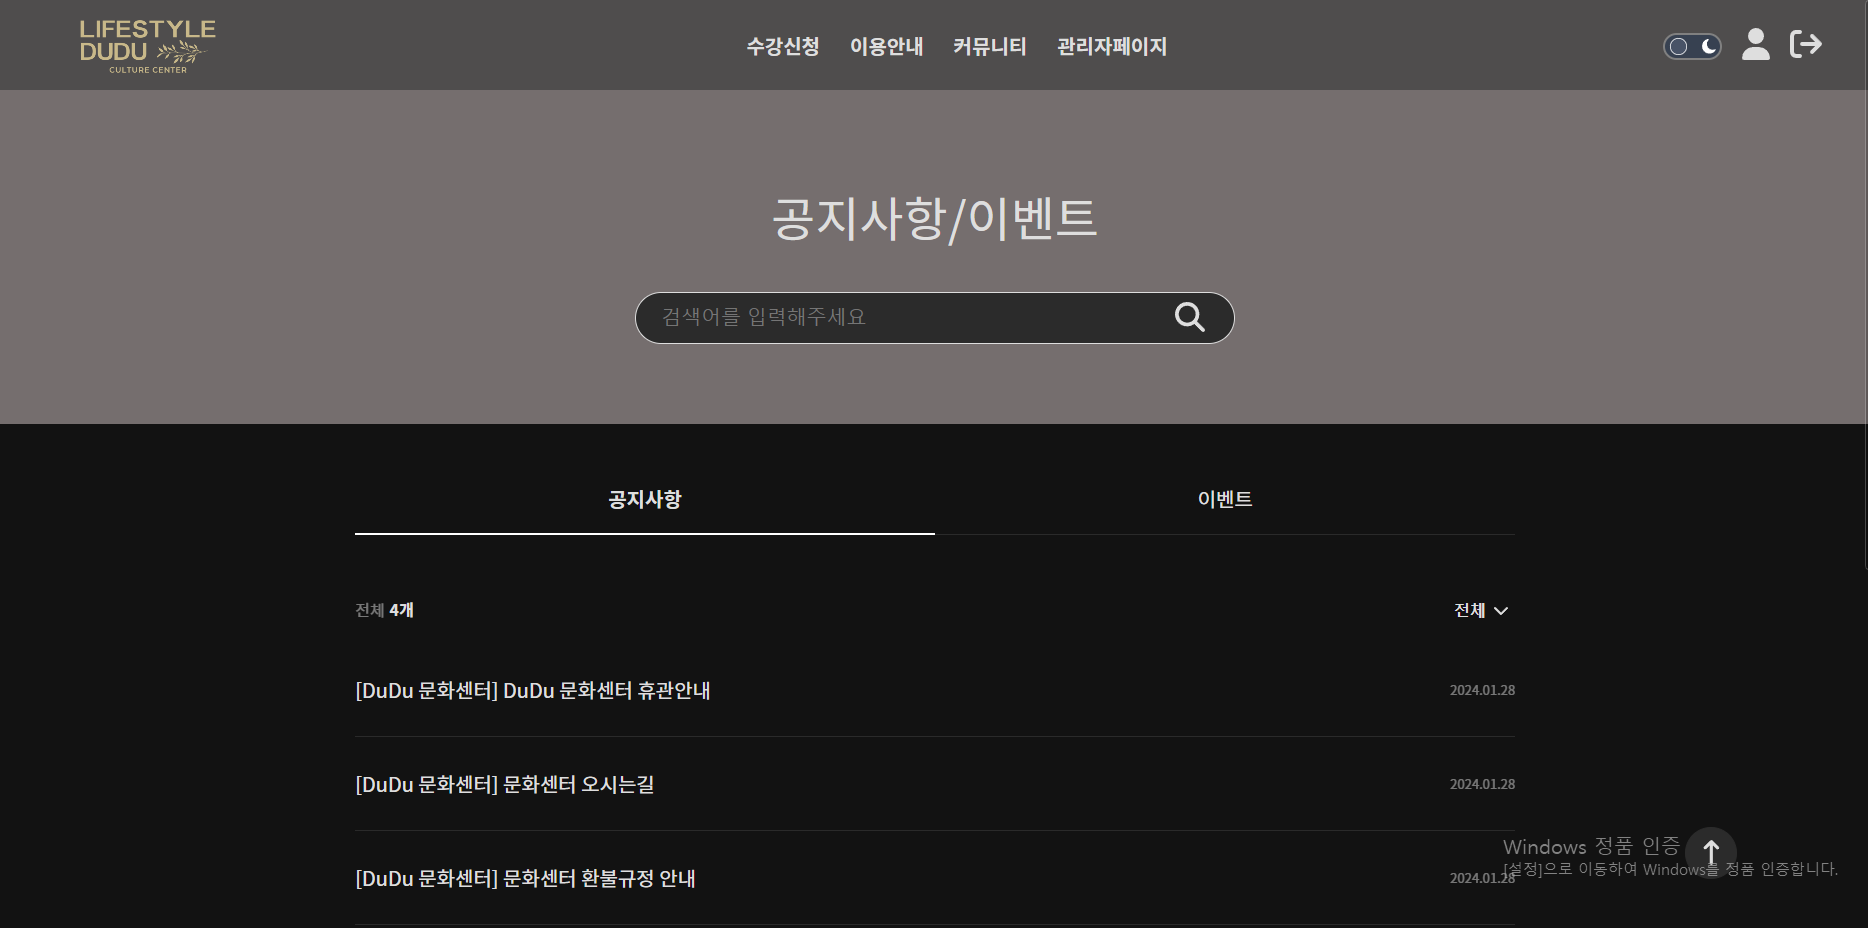 LIFESTYLE
DUDU
CULTURE CENTER
수강신청 이용안내 커뮤니티 관리자페이지
공지사항/이벤트
검색어를 입력해주세요
공지사항 이벤트
전체 4개 전체
[DuDu 문화센터] DuDu 문화센터 휴관안내 2024.01.28
[DuDu 문화센터] 문화센터 오시는길 2024.01.28
Windows 정품 인증
[설정]으로 이동하여 Windows를 정품 인증합니다.
[DuDu 문화센터] 문화센터 환불규정 안내 2024.01.28